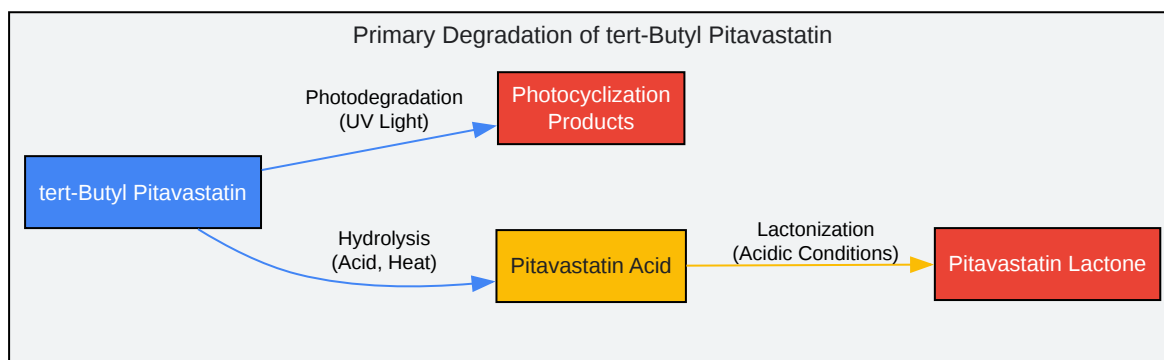 Primary Degradation of tert-Butyl Pitavastatin
Photodegradation
(UV Light)
Photocyclization
Products
tert-Butyl Pitavastatin
Hydrolysis
(Acid, Heat)
Pitavastatin Acid
Lactonization
(Acidic Conditions)
Pitavastatin Lactone